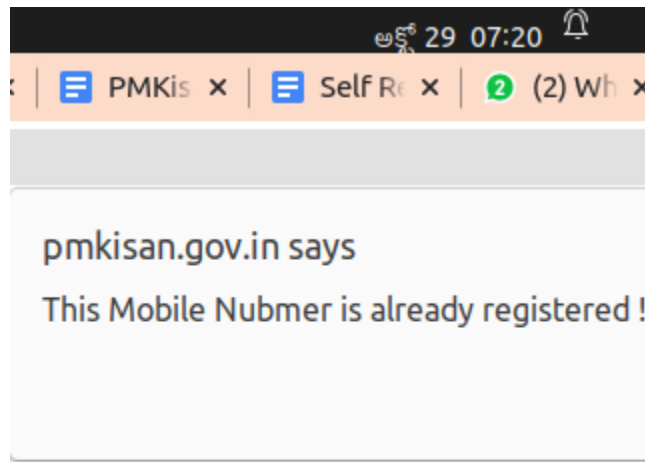 అక్టో 29 07:20
PMKis Self Re 2 (2) Wh
pmkisan.gov.in says
This Mobile Nubmer is already registered !